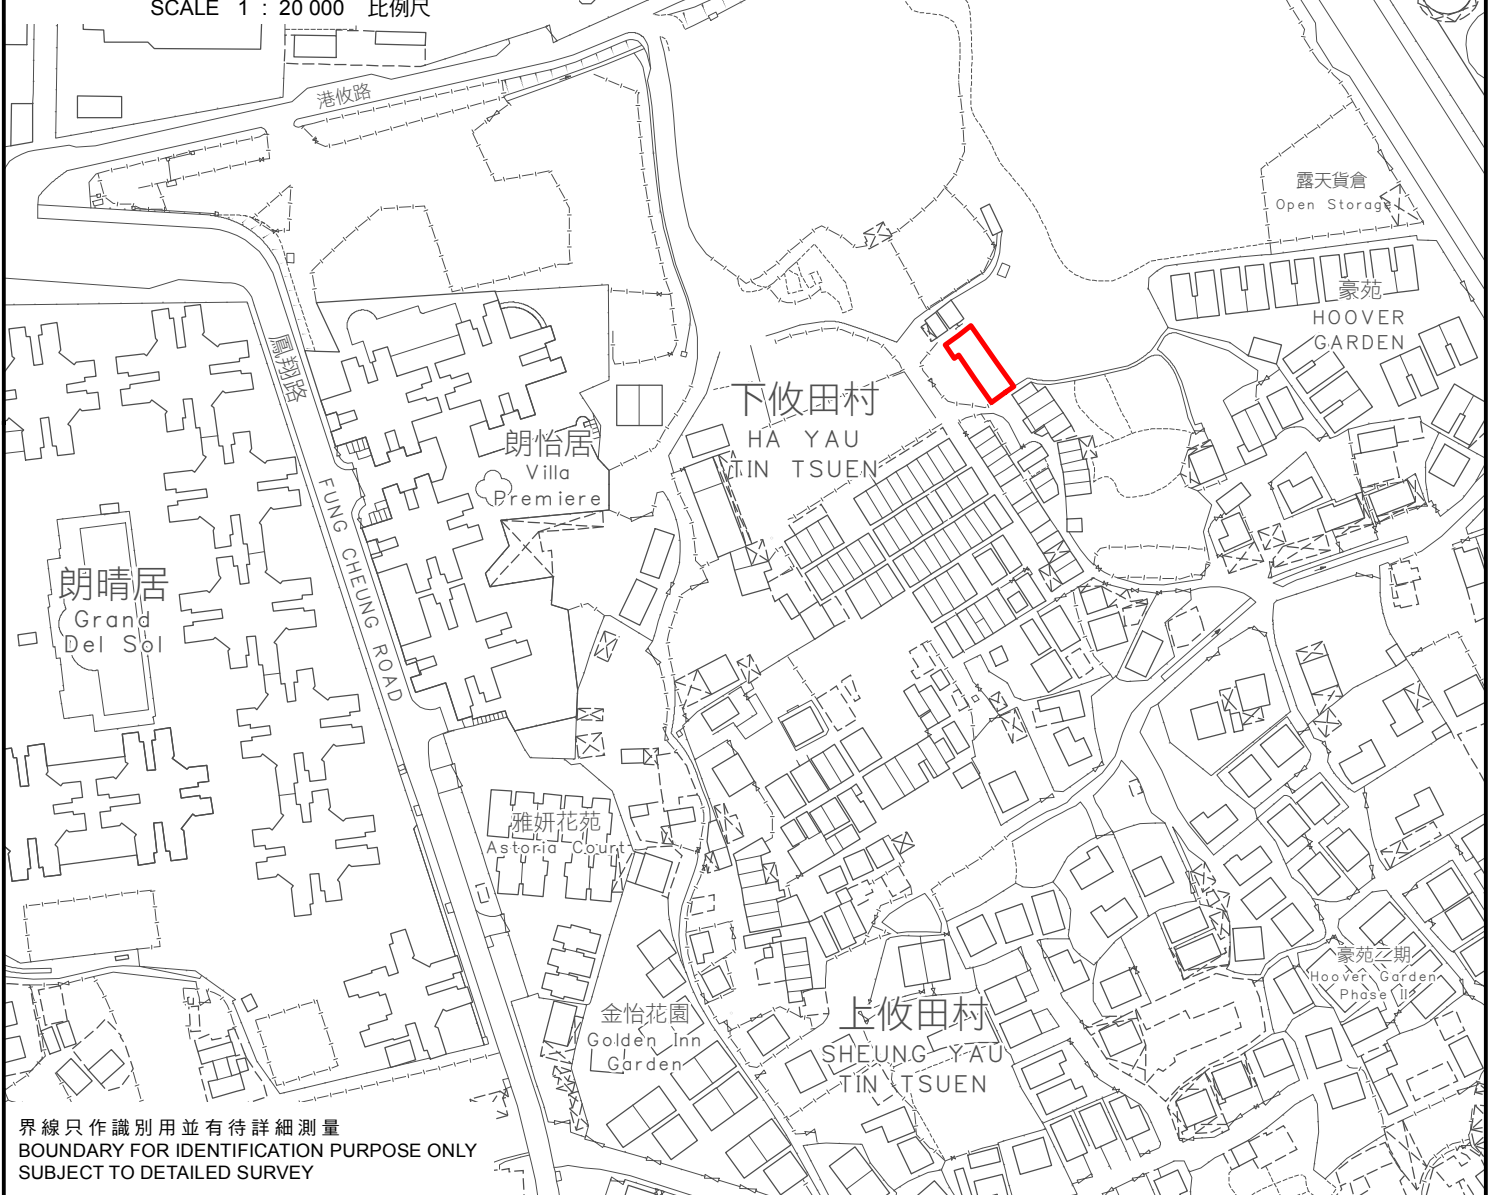 SCALE 1 : 20 000 比例尺
港攸路
露天貨倉
Open Storage
豪苑
HOOVER
GARDEN
鳳翔路
FUNG CHEUNG ROAD
下攸田村
HA YAU
TIN TSUEN
朗怡居
Villa
Premiere
朗晴居
Grand
Del Sol
雅妍花苑
Astoria Court
豪苑二期
Hoover Garden
Phase II
金怡花園
Golden Inn
Garden
上攸田村
SHEUNG YAU
TIN TSUEN
界線只作識別用並有待詳細測量
BOUNDARY FOR IDENTIFICATION PURPOSE ONLY
SUBJECT TO DETAILED SURVEY